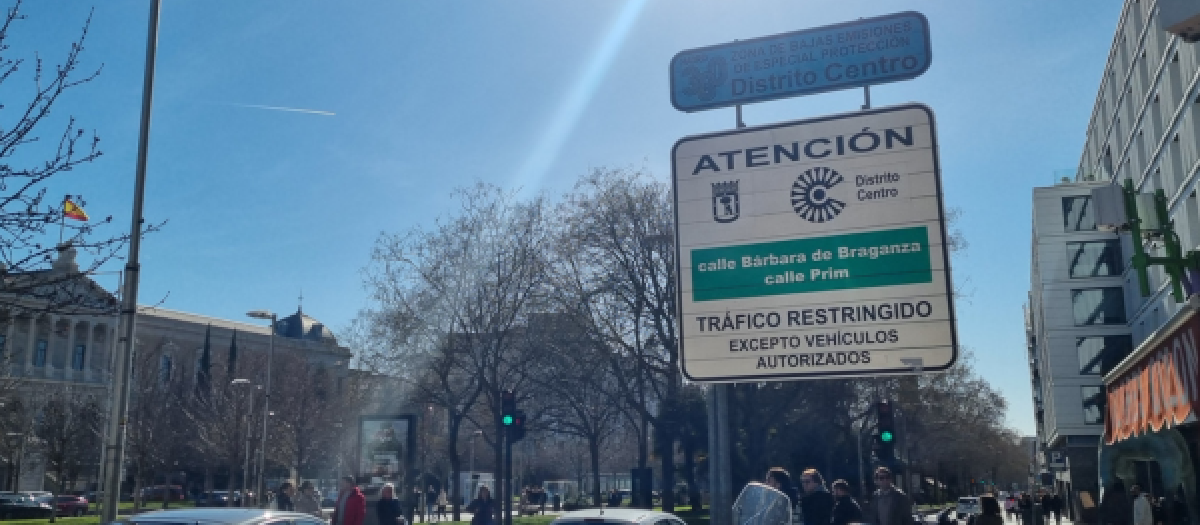 ZONA DE BAJAS EMISIONES
DE ESPECIAL PROTECCIÓN
Distrito Centro
ATENCIÓN
Distrito
Centro
calle Bárbara de Braganza
calle Prim
TRÁFICO RESTRINGIDO
EXCEPTO VEHÍCULOS
AUTORIZADOS
P